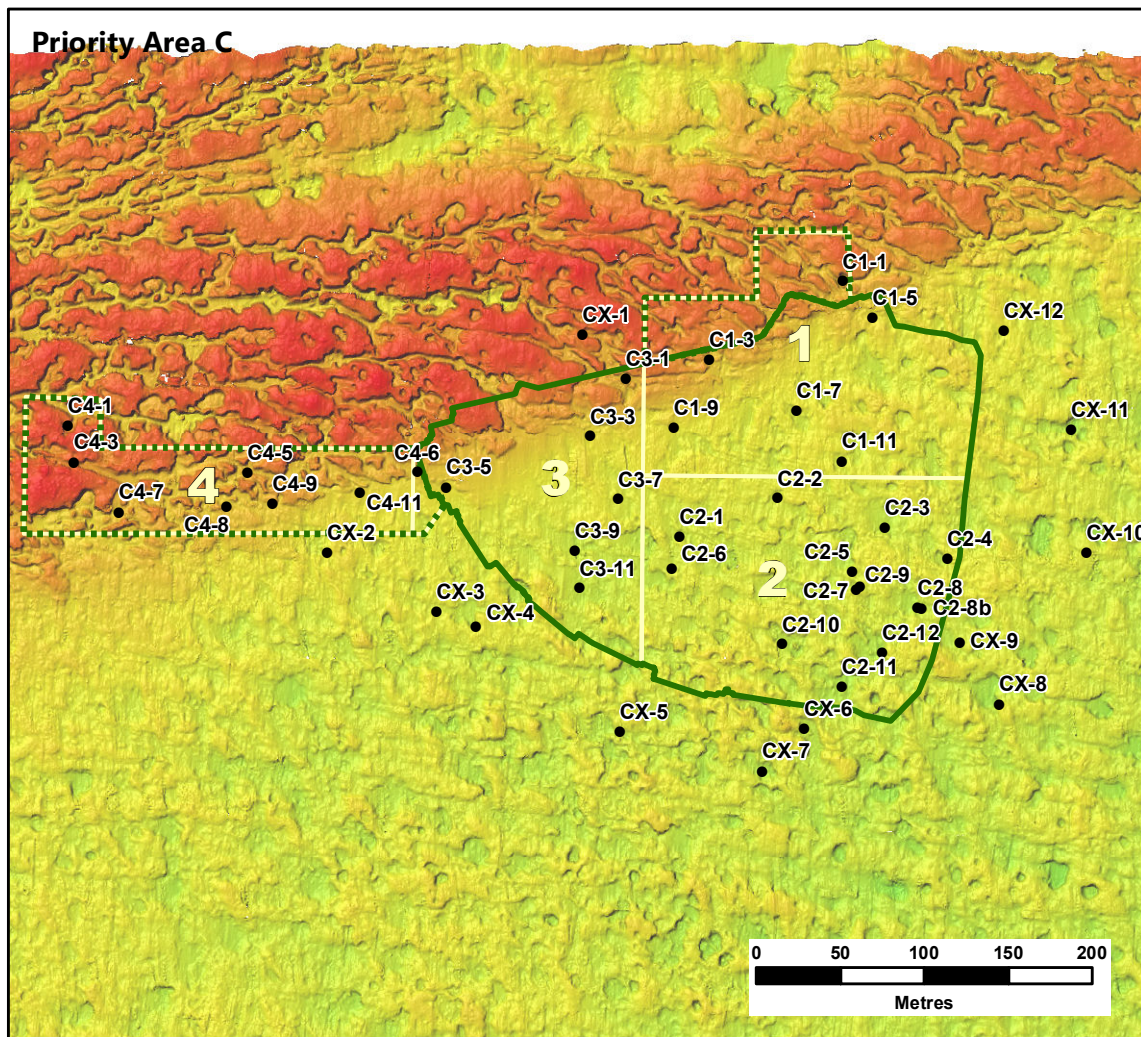 Priority Area C
C1-1
C1-5
CX-1
CX-12
1
C1-3
C3-1
C1-7
C4-1
C3-3
C1-9
CX-11
C4-3
C4-5
C4-6
C3-5
3
C3-7
C1-11
4
C4-7
C4-9
C4-11
C2-2
C4-8
C2-3
CX-2
C3-9
C2-1
CX-10
C2-4
C3-11
C2-6
C2-5
2
C2-9
C2-7
C2-8
C2-8b
CX-3
CX-4
C2-10
C2-12
CX-9
C2-11
CX-8
CX-5
CX-6
CX-7
0 50 100 150 200
Metres